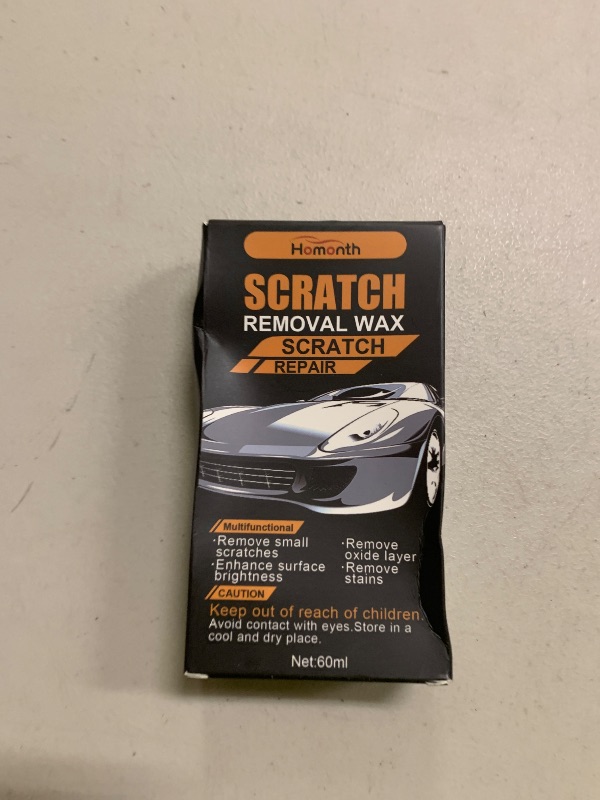 Homonth
SCRATCH
REMOVAL WAX
SCRATCH
REPAIR
Multifunctional
·Remove small
scratches
·Enhance surface
brightness
·Remove
oxide layer
·Remove
stains
CAUTION
Keep out of reach of children.
Avoid contact with eyes.Store in a
cool and dry place.
Net:60ml